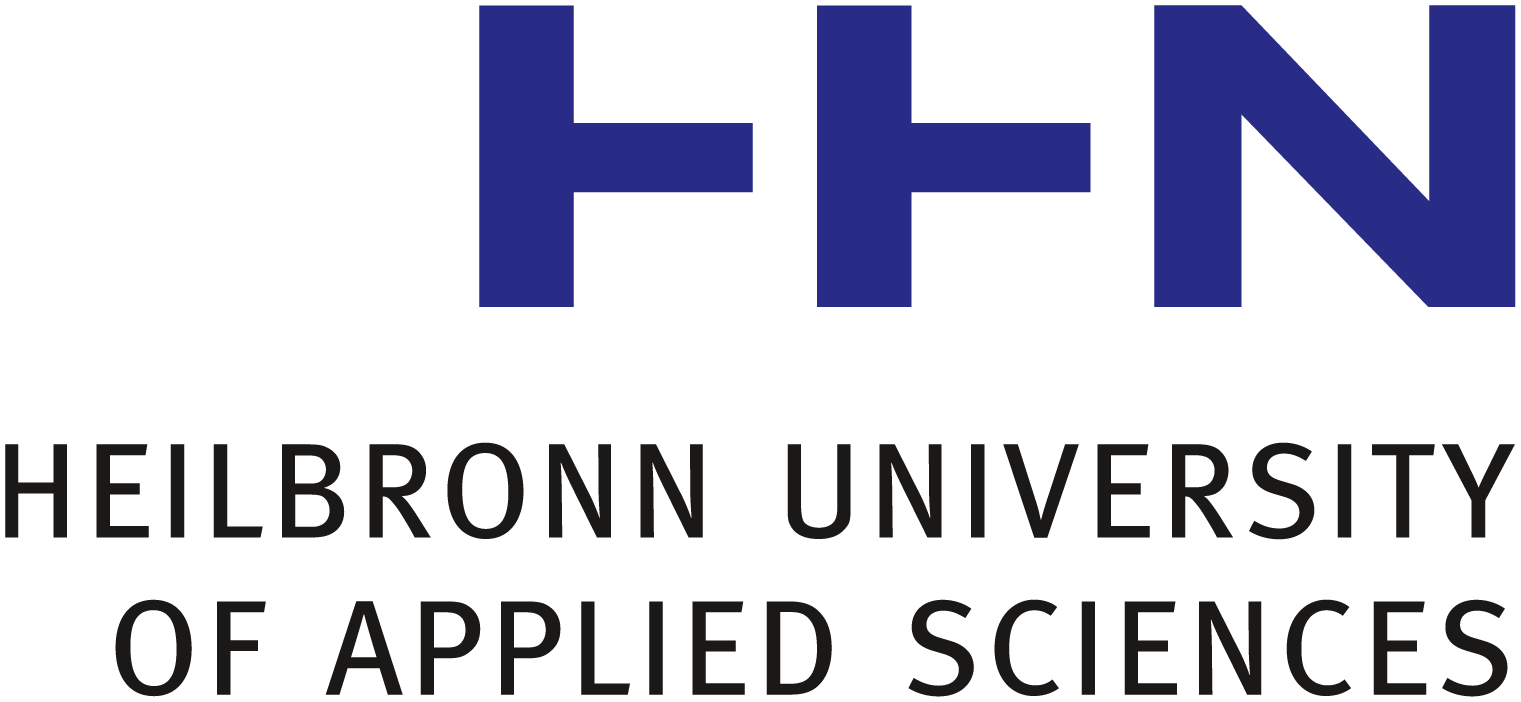 HHN
HEILBRONN UNIVERSITY
OF APPLIED SCIENCES